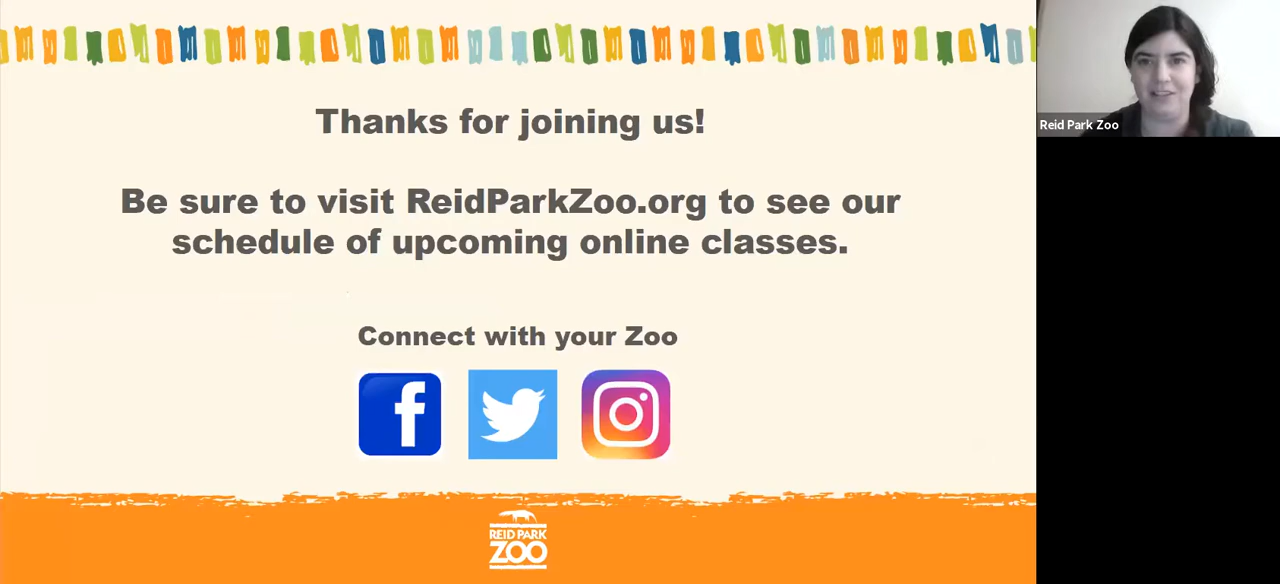 Thanks for joining us!
Be sure to visit ReidParkZoo.org to see our
schedule of upcoming online classes.
Connect with your Zoo
REID PARK
ZOO
Reid Park Zoo